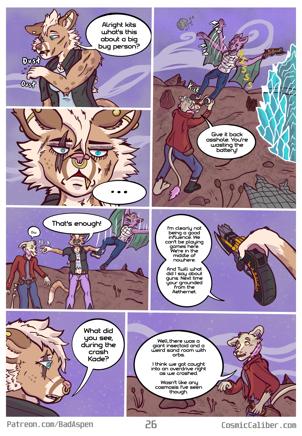 Alright kits
what's this
about a big
bug person?
Dust
Dust
Give it back
asshole. You're
wasting the
battery!
...
That's enough!
I'm clearly not
being a good
influence. We
can't be playing
games here.
We're in the
middle of
nowhere.
And Twili what
did I say about
guns. Next time
your grounded
from the
Aethernet.
What did
you see,
during the
crash
Kade?
Well, there was a
giant insectoid and a
weird sand room with
orbs.
I think we got caught
into an overdrive right
as we crashed.
Wasn't like any
cosmosis I've seen
though.
Patreon.com/BadAspen
26
CosmicCaliber.com